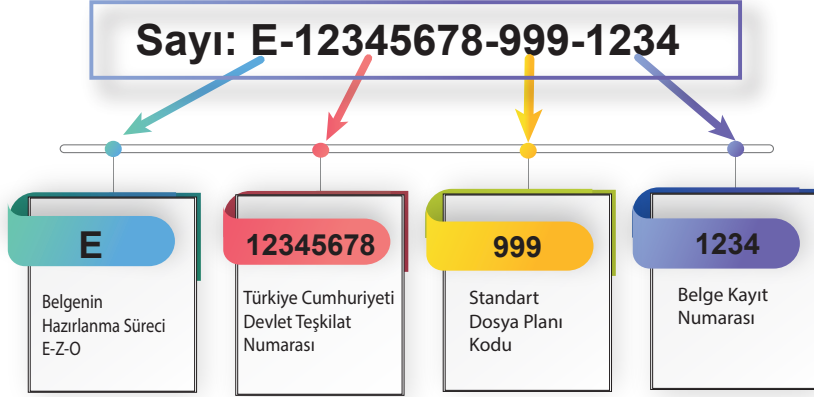 Sayı: E-12345678-999-1234
E
Belgenin
Hazırlanma Süreci
E-Z-O
12345678
Türkiye Cumhuriyeti
Devlet Teşkilat
Numarası
999
Standart
Dosya Planı
Kodu
1234
Belge Kayıt
Numarası